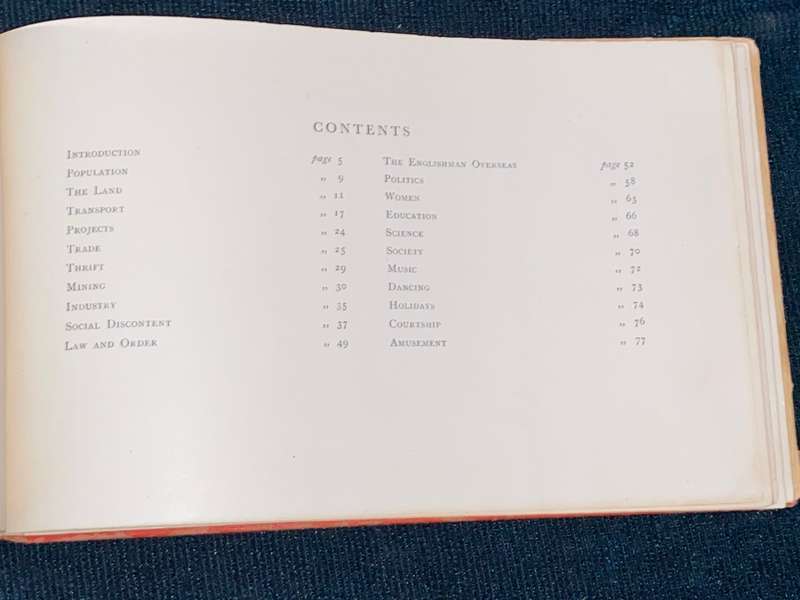 CONTENTS
INTRODUCTION page 5
POPULATION „ 9
THE LAND „ 11
TRANSPORT „ 17
PROJECTS „ 24
TRADE „ 25
THRIFT „ 29
MINING „ 30
INDUSTRY „ 35
SOCIAL DISCONTENT „ 37
LAW AND ORDER „ 49
THE ENGLISHMAN OVERSEAS page 52
POLITICS „ 58
WOMEN „ 63
EDUCATION „ 66
SCIENCE „ 68
SOCIETY „ 70
MUSIC „ 72
DANCING „ 73
HOLIDAYS „ 74
COURTSHIP „ 76
AMUSEMENT „ 77